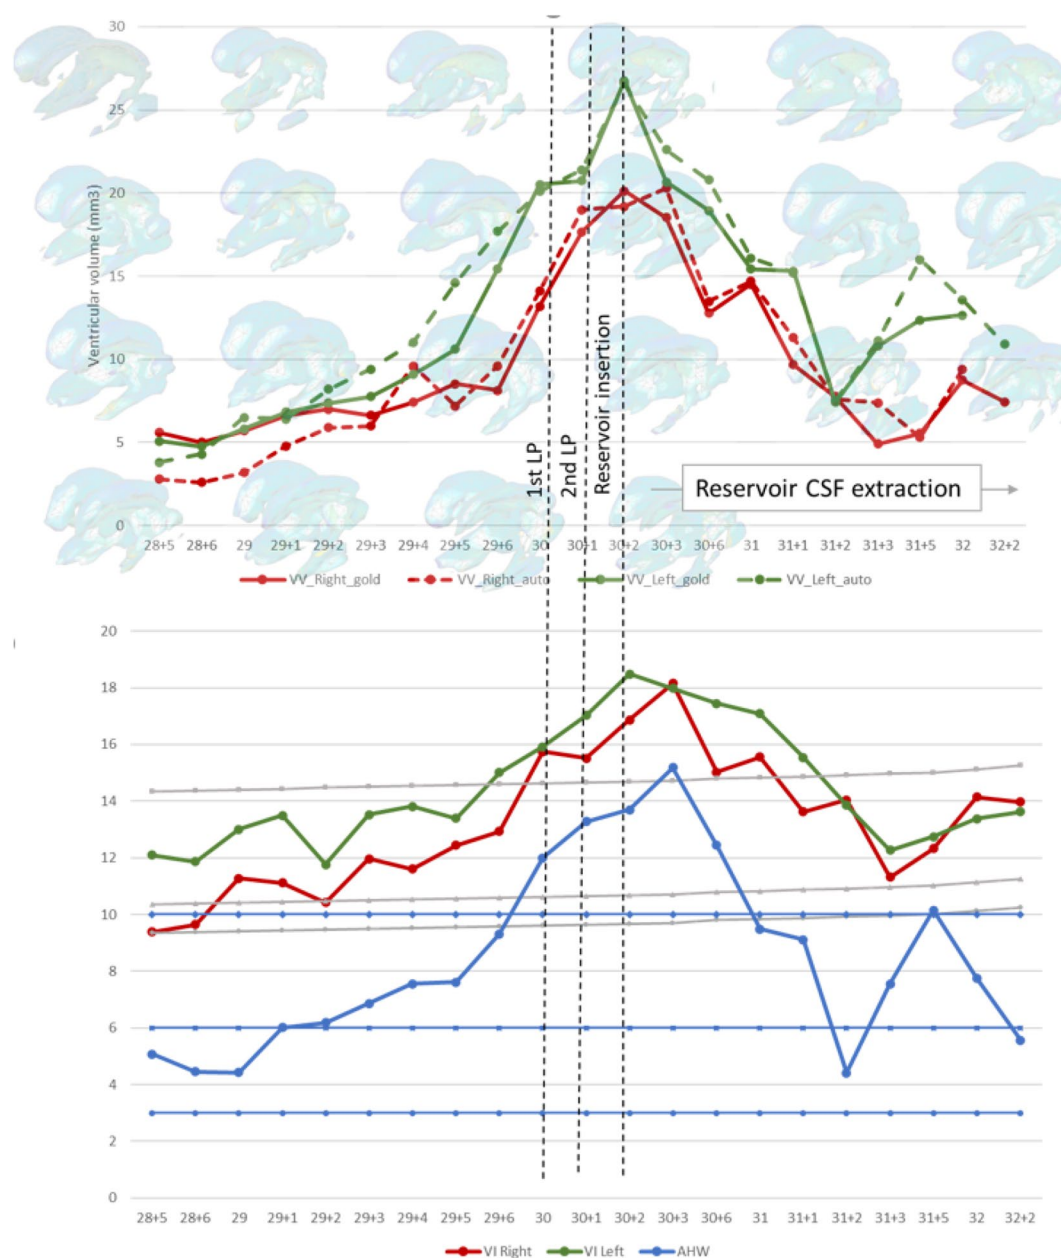 30
25
20
15
10
5
0
Ventricular volume (mm3)
1st LP
2nd LP
Reservoir insertion
Reservoir CSF extraction
28+5 28+6 29 29+1 29+2 29+3 29+4 29+5 29+6 30 30+1 30+2 30+3 30+6 31 31+1 31+2 31+3 31+5 32 32+2
VV_Right_gold VV_Right_auto VV_Left_gold VV_Left_auto
20
18
16
14
12
10
8
6
4
2
0
28+5 28+6 29 29+1 29+2 29+3 29+4 29+5 29+6 30 30+1 30+2 30+3 30+6 31 31+1 31+2 31+3 31+5 32 32+2
VI Right VI Left AHW